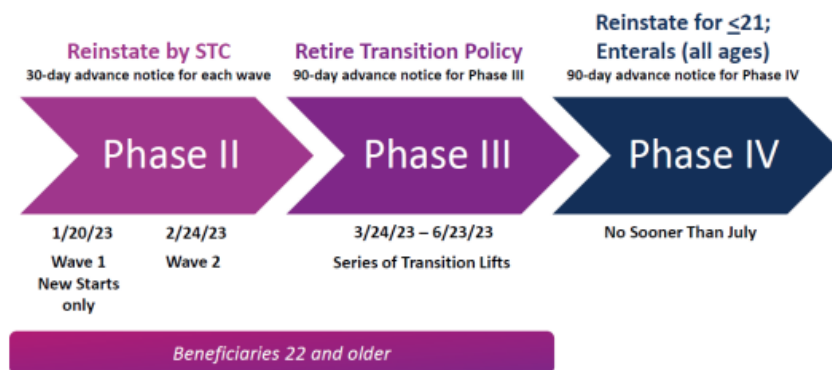 Reinstate by STC
30-day advance notice for each wave
Retire Transition Policy
90-day advance notice for Phase III
Reinstate for ≤21;
Enterals (all ages)
90-day advance notice for Phase IV
Phase II
Phase III
Phase IV
1/20/23
Wave 1
New Starts
only
2/24/23
Wave 2
3/24/23 – 6/23/23
Series of Transition Lifts
No Sooner Than July
Beneficiaries 22 and older